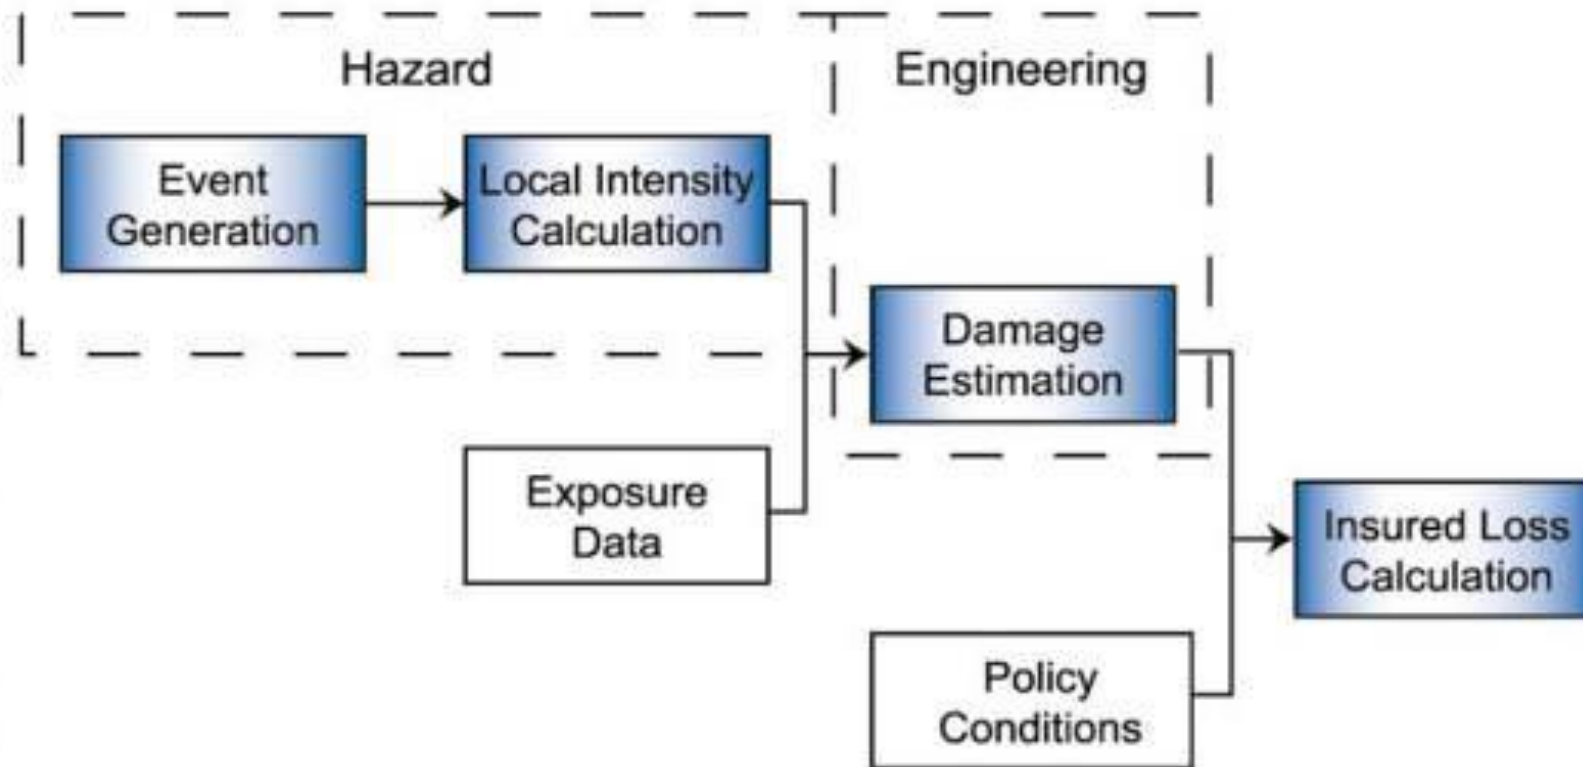 Hazard
Engineering
Event
Generation
Local Intensity
Calculation
Damage
Estimation
Exposure
Data
Insured Loss
Calculation
Policy
Conditions